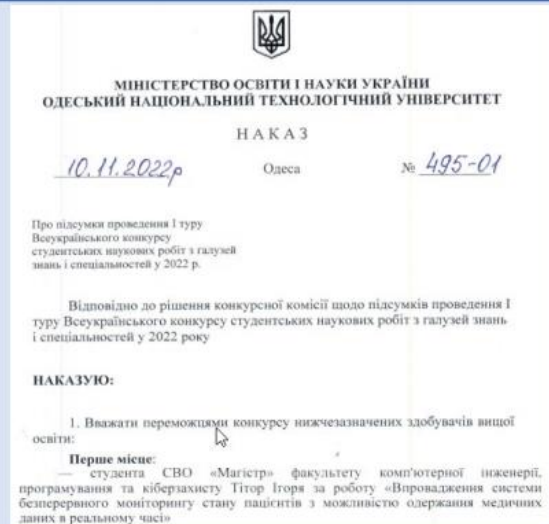 МІНІСТЕРСТВО ОСВІТИ І НАУКИ УКРАЇНИ
ОДЕСЬКИЙ НАЦІОНАЛЬНИЙ ТЕХНОЛОГІЧНИЙ УНІВЕРСИТЕТ
НАКАЗ
10.11.2022р Одеса № 495-01
Про підсумки проведення І туру
Всеукраїнського конкурсу
студентських наукових робіт з галузей
знань і спеціальностей у 2022 р.
Відповідно до рішення конкурсної комісії щодо підсумків проведення І
туру Всеукраїнського конкурсу студентських наукових робіт з галузей знань
і спеціальностей у 2022 року
НАКАЗУЮ:
1. Вважати переможцями конкурсу нижчезазначених здобувачів вищої
освіти:
Перше місце:
— студента СВО «Магістр» факультету комп'ютерної інженерії,
програмування та кіберзахисту Тітор Ігоря за роботу «Впровадження системи
безперервного моніторингу стану пацієнтів з можливістю одержання медичних
даних в реальному часі»